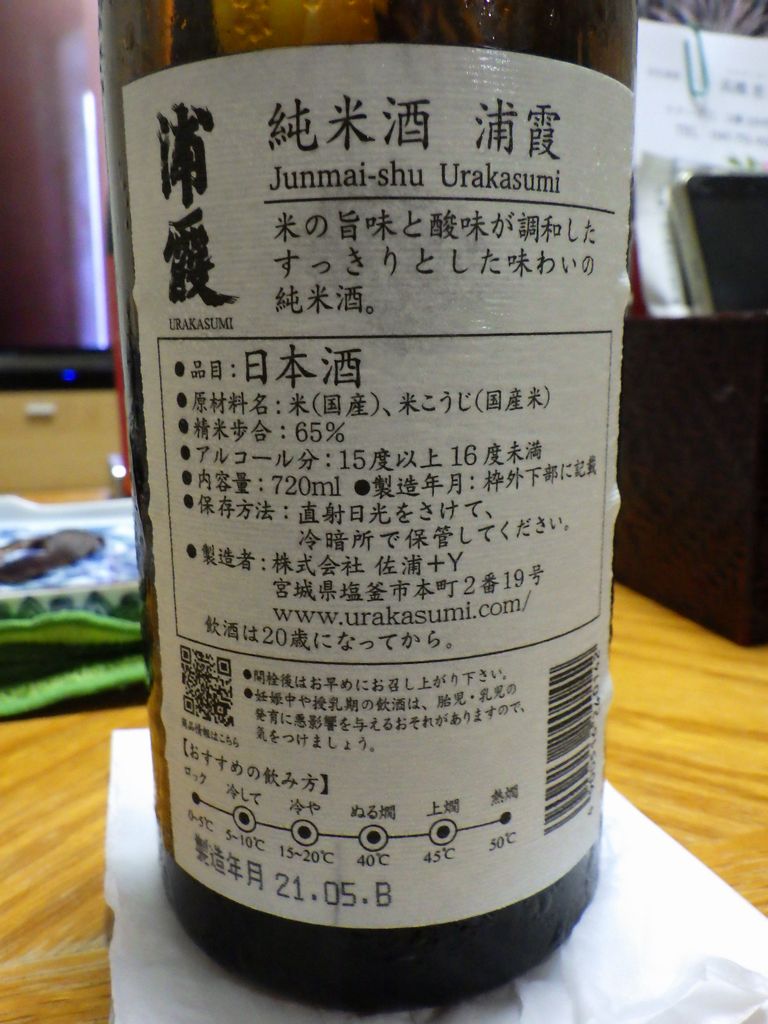 浦霞
URAKASUMI
純米酒 浦霞
Junmai-shu Urakasumi
米の旨味と酸味が調和した
すっきりとした味わいの
純米酒。
●品目：日本酒
●原材料名：米(国産)、米こうじ(国産米)
●精米歩合：65%
●アルコール分：15度以上16度未満
●内容量：720ml ●製造年月：枠外下部に記載
●保存方法：直射日光をさけて、
冷暗所で保管してください。
●製造者：株式会社 佐浦+Y
宮城県塩釜市本町2番19号
www.urakasumi.com/
飲酒は20歳になってから。
商品情報はこちら
●開栓後はお早めにお召し上がり下さい。
●妊娠中や授乳期の飲酒は、胎児・乳児の
発育に悪影響を与えるおそれがありますので、
気をつけましょう。
【おすすめの飲み方】
ロック 冷して 冷や ぬる燗 上燗 熱燗
0~5℃ 5~10℃ 15~20℃ 40℃ 45℃ 50℃
製造年月 21.05.B